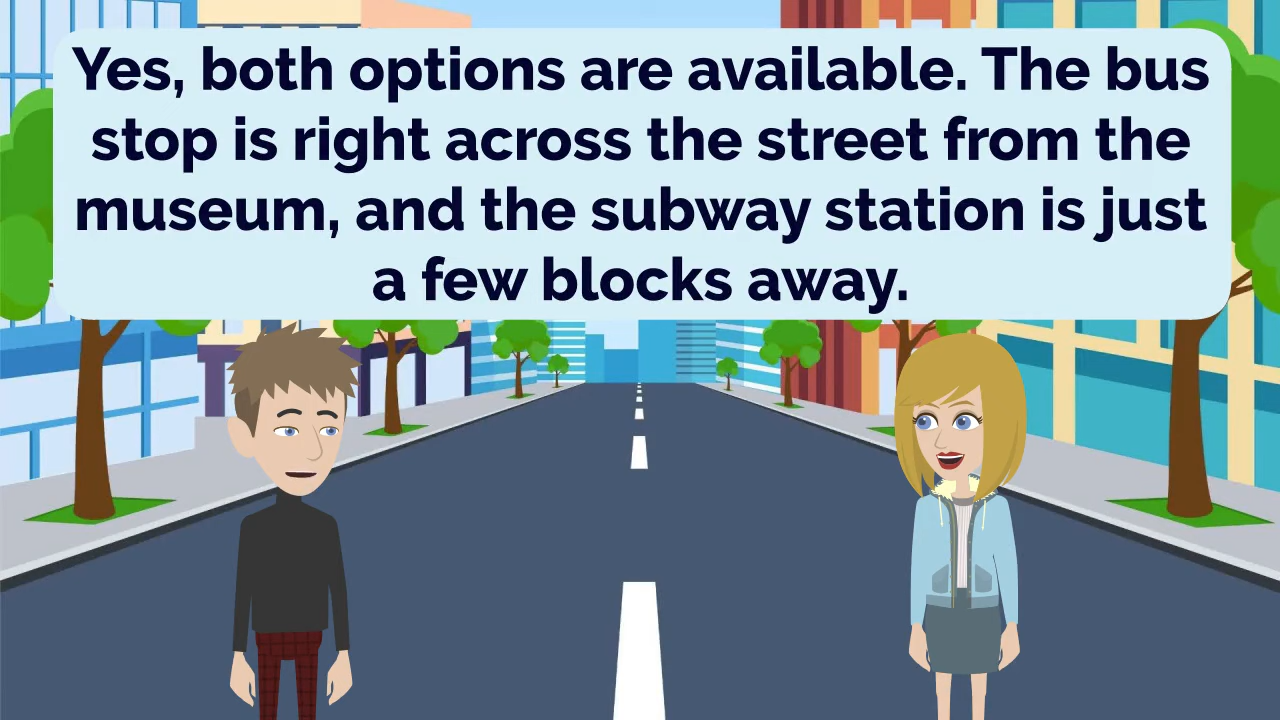 Yes, both options are available. The bus
stop is right across the street from the
museum, and the subway station is just
a few blocks away.